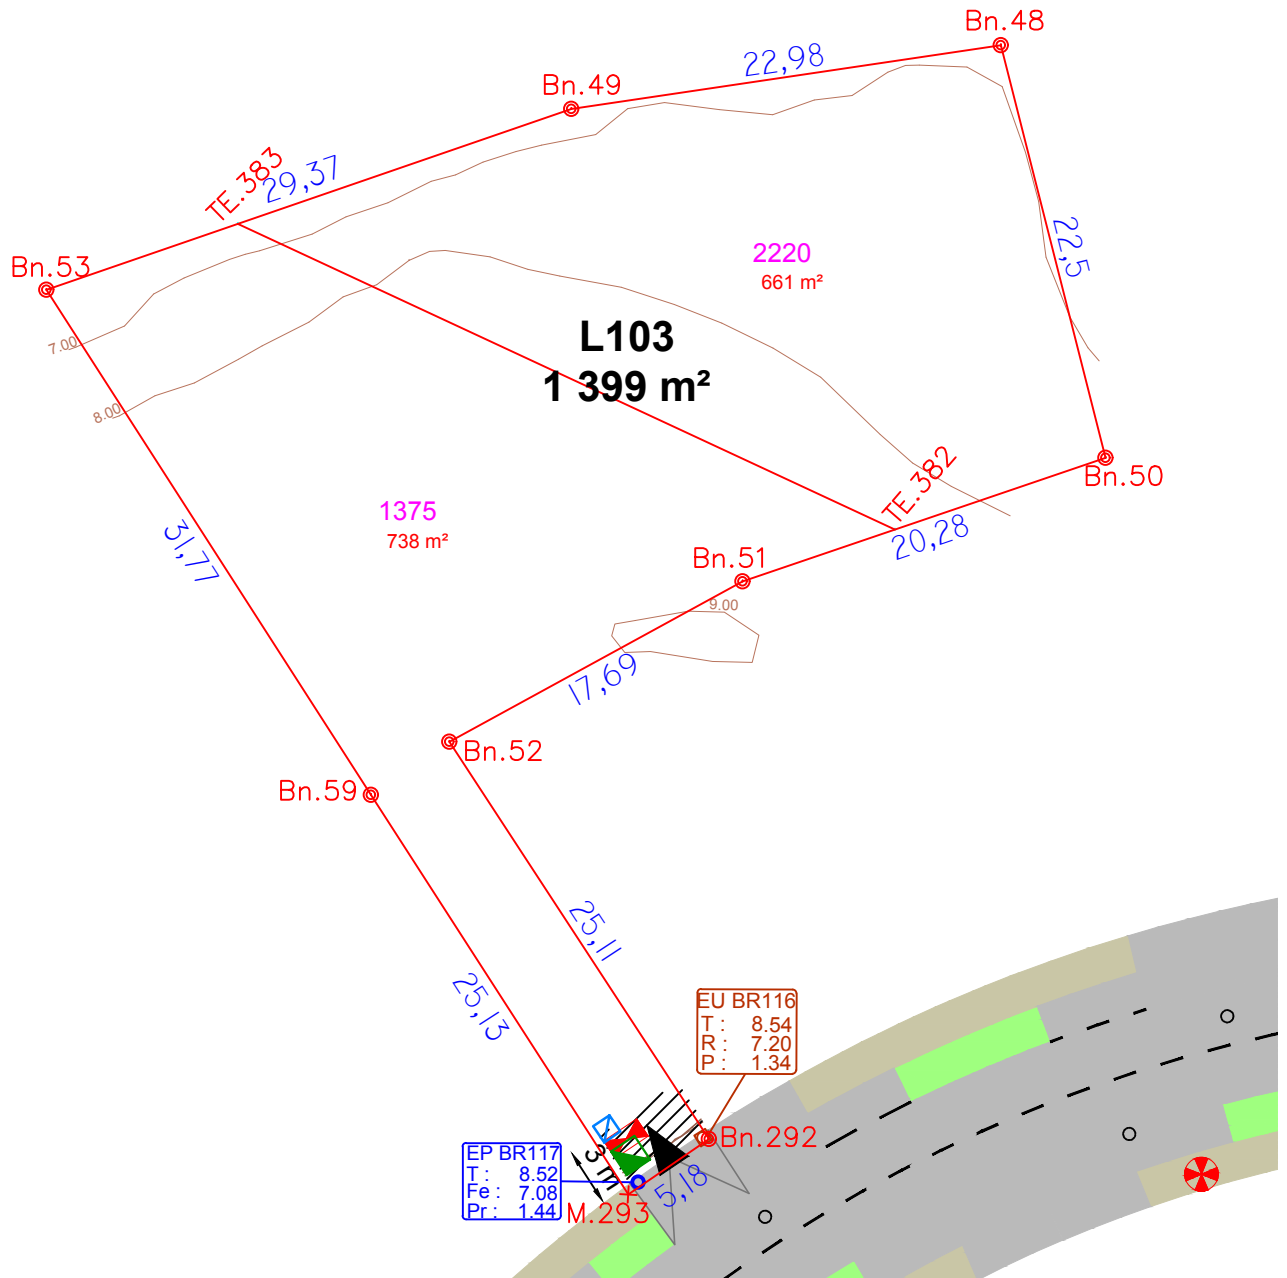 Bn.48
22,98
Bn.49
TE.383
29,37
22,5
2220
661 m²
Bn.53
L103
1 399 m²
7.00
8.00
TE.382
Bn.50
1375
738 m²
20,28
31,77
Bn.51
9.00
17,69
Bn.52
Bn.59
25,11
25,13
EU BR116
T : 8.54
R : 7.20
P : 1.34
Bn.292
EP BR117
T : 8.52
Fe : 7.08
Pr : 1.44
3 m
5,18
M.293